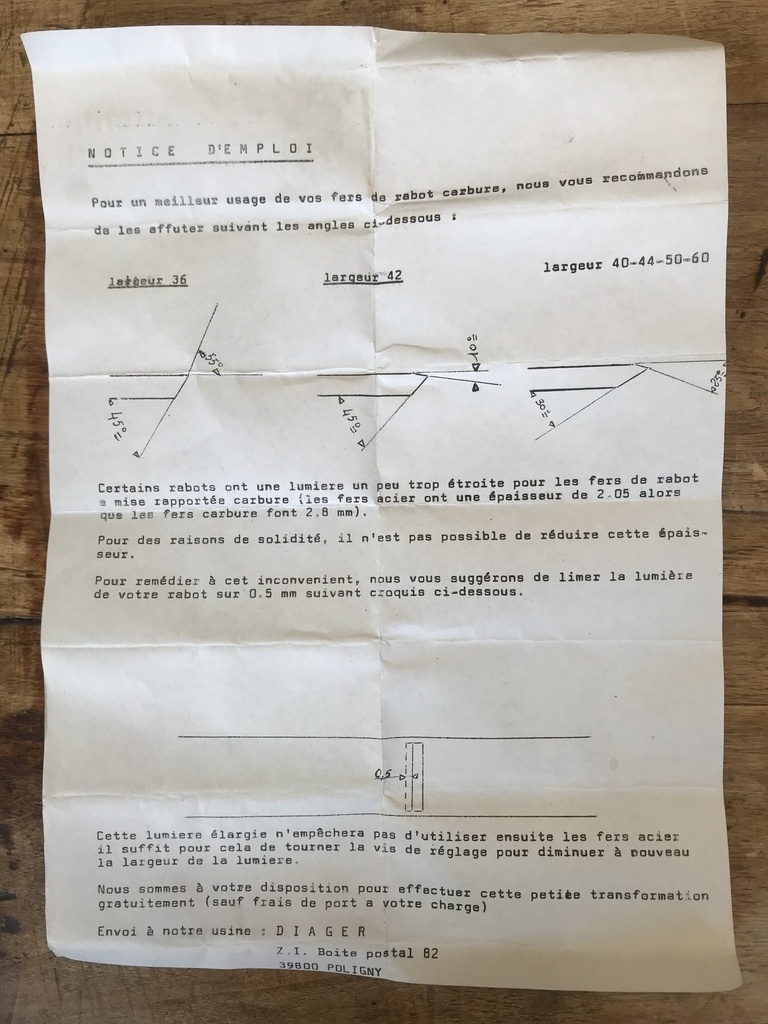 NOTICE D'EMPLOI
Pour un meilleur usage de vos fers de rabot carbure, nous vous recommandons
de les affuter suivant les angles ci-dessous :
largeur 36
largeur 42
largeur 40-44-50-60
55°
45°
45°
10°
30°
25°
Certains rabots ont une lumiere un peu trop étroite pour les fers de rabot
a mise rapportée carbure (les fers acier ont une épaisseur de 2.05 alors
que les fers carbure font 2.8 mm).
Pour des raisons de solidité, il n'est pas possible de réduire cette épais-
seur.
Pour remédier à cet inconvenient, nous vous suggérons de limer la lumière
de votre rabot sur 0.5 mm suivant croquis ci-dessous.
0,5
Cette lumiere élargie n'empêchera pas d'utiliser ensuite les fers acier
il suffit pour cela de tourner la vis de réglage pour diminuer à nouveau
la largeur de la lumiere.
Nous sommes à votre disposition pour effectuer cette petite transformation
gratuitement (sauf frais de port a votre charge)
Envoi à notre usine : DIAGER
Z.I. Boite postal 82
39800 POLIGNY